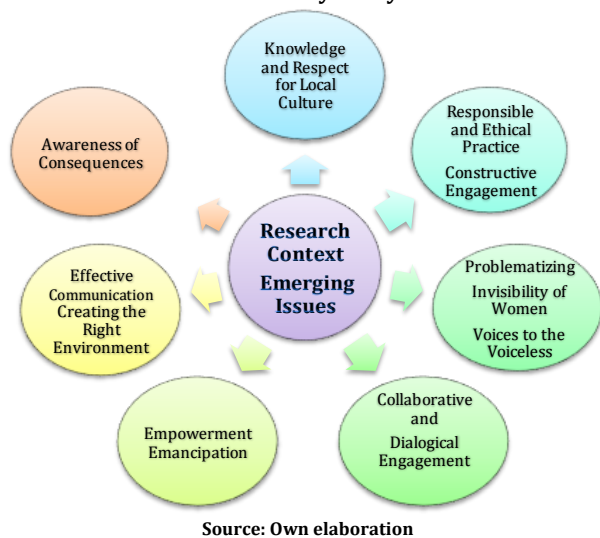 Knowledge
and Respect
for Local
Culture
Responsible
and Ethical
Practice
Constructive
Engagement
Problematizing
Invisibility of
Women
Voices to the
Voiceless
Collaborative
and
Dialogical
Engagement
Empowerment
Emancipation
Effective
Communication
Creating the
Right
Environment
Awareness of
Consequences
Research
Context
Emerging
Issues
Source: Own elaboration